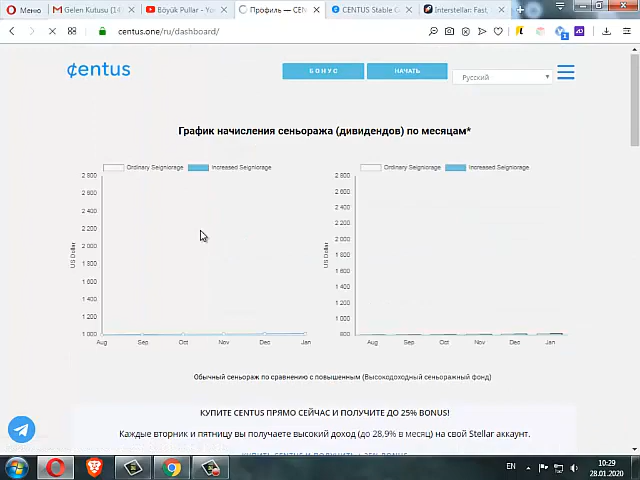 Меню
Gelen Kutusu (14
Böyük Pullar - Yo
Профиль — CEN
CENTUS Stable C
Interstellar: Fast,
centus.one/ru/dashboard/
¢entus
БОНУС
НАЧАТЬ
Русский
График начисления сеньоража (дивидендов) по месяцам*
Ordinary Seigniorage
Increased Seigniorage
Ordinary Seigniorage
Increased Seigniorage
US Dollar
2 800
2 600
2 400
2 200
2 000
1 800
1 600
1 400
1 200
1 000
Aug
Sep
Oct
Nov
Dec
Jan
US Dollar
2 800
2 600
2 400
2 200
2 000
1 800
1 600
1 400
1 200
800
Aug
Sep
Oct
Nov
Dec
Jan
Обычный сеньораж по сравнению с повышенным (Высокодоходный сеньоражный фонд)
КУПИТЕ CENTUS ПРЯМО СЕЙЧАС И ПОЛУЧИТЕ ДО 25% BONUS!
Каждые вторник и пятницу вы получаете высокий доход (до 28,9% в месяц) на свой Stellar аккаунт.
EN
10:29
28.01.2020